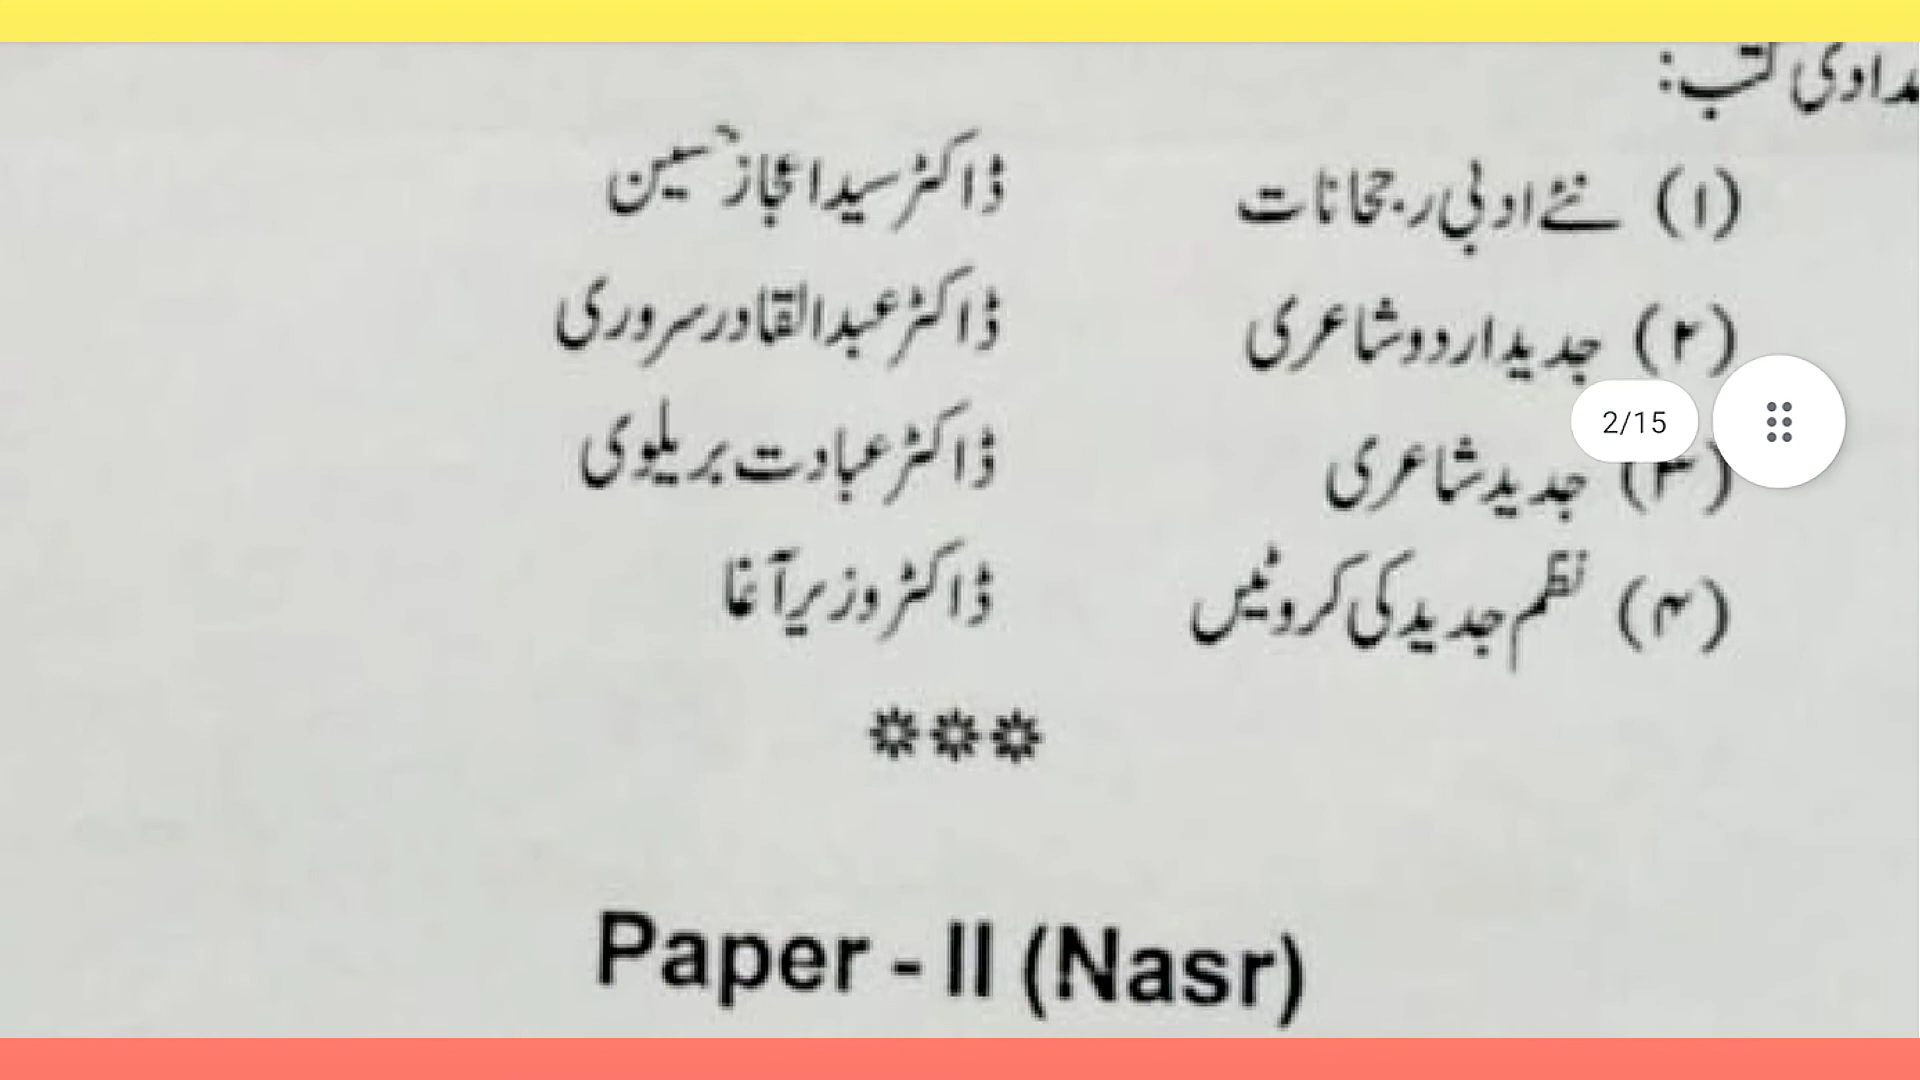 امدادی کتب:
(۱) نئے ادبی رجحانات ڈاکٹر سید اعجاز حسین
(۲) جدید اردو شاعری ڈاکٹر عبدالقادر سروری
(۳) جدید شاعری ڈاکٹر عبادت بریلوی
(۴) نظم جدید کی کروٹیں ڈاکٹر وزیر آغا
2/15
Paper - II (Nasr)